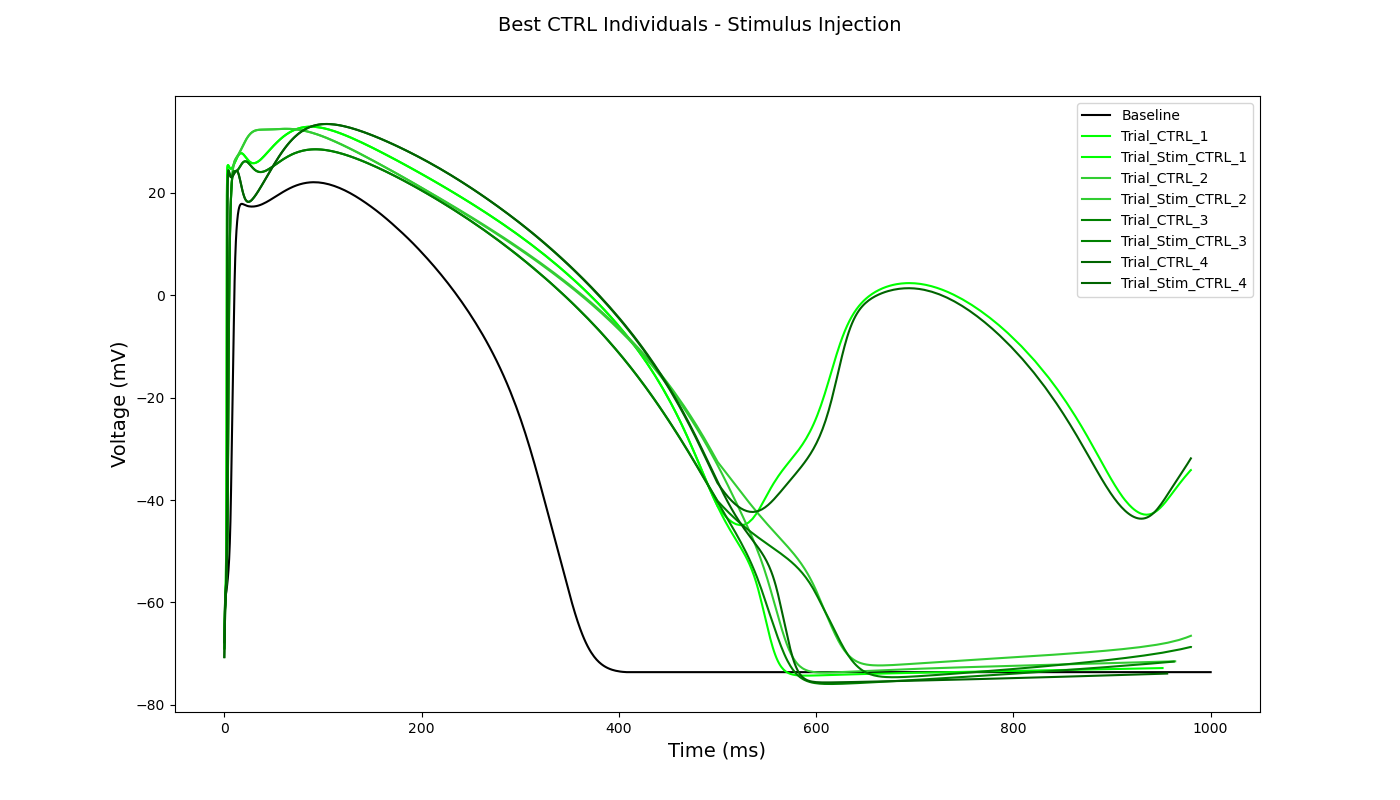 Best CTRL Individuals - Stimulus Injection
Baseline
Trial_CTRL_1
Trial_Stim_CTRL_1
Trial_CTRL_2
Trial_Stim_CTRL_2
Trial_CTRL_3
Trial_Stim_CTRL_3
Trial_CTRL_4
Trial_Stim_CTRL_4
Voltage (mV)
20
0
−20
−40
−60
−80
0 200 400 600 800 1000
Time (ms)